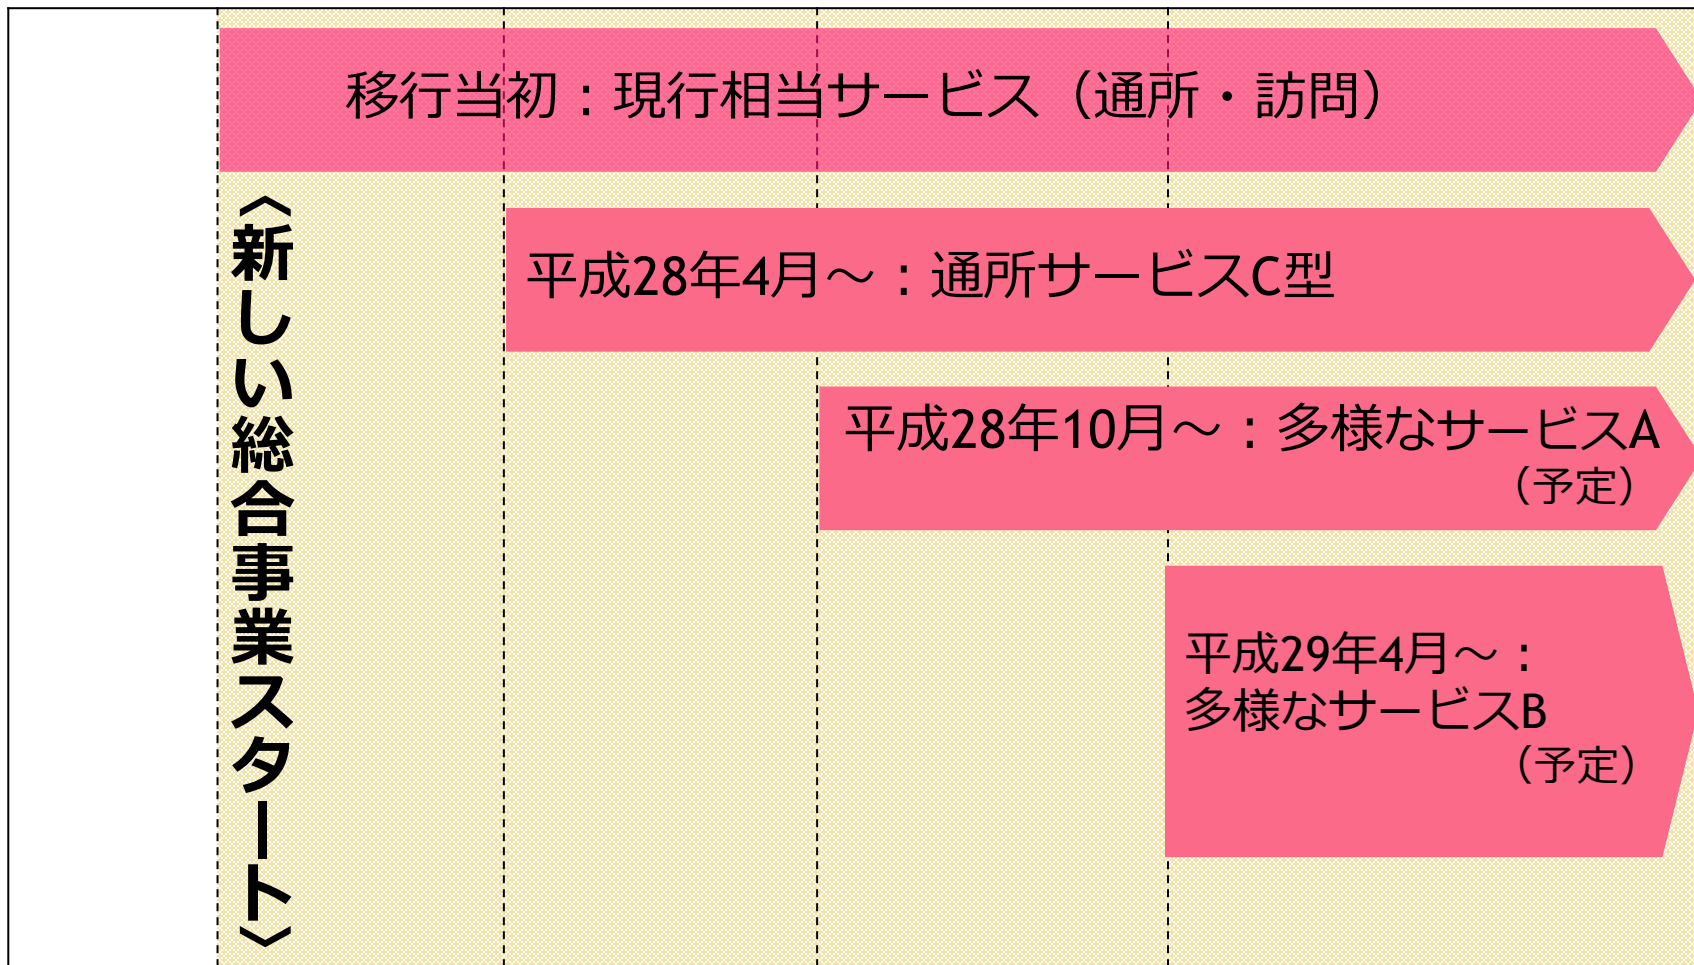 移行当初：現行相当サービス（通所・訪問）
〈新しい総合事業スタート〉
平成28年4月～：通所サービスC型
平成28年10月～：多様なサービスA
（予定）
平成29年4月～：
多様なサービスB
（予定）